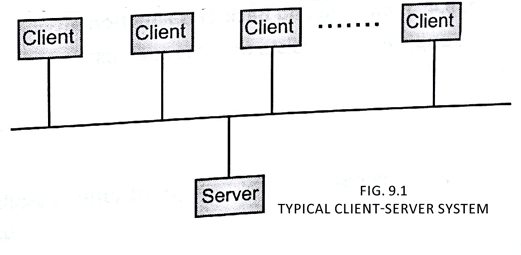 Client
Client
Client
Client
Server
FIG. 9.1
TYPICAL CLIENT-SERVER SYSTEM